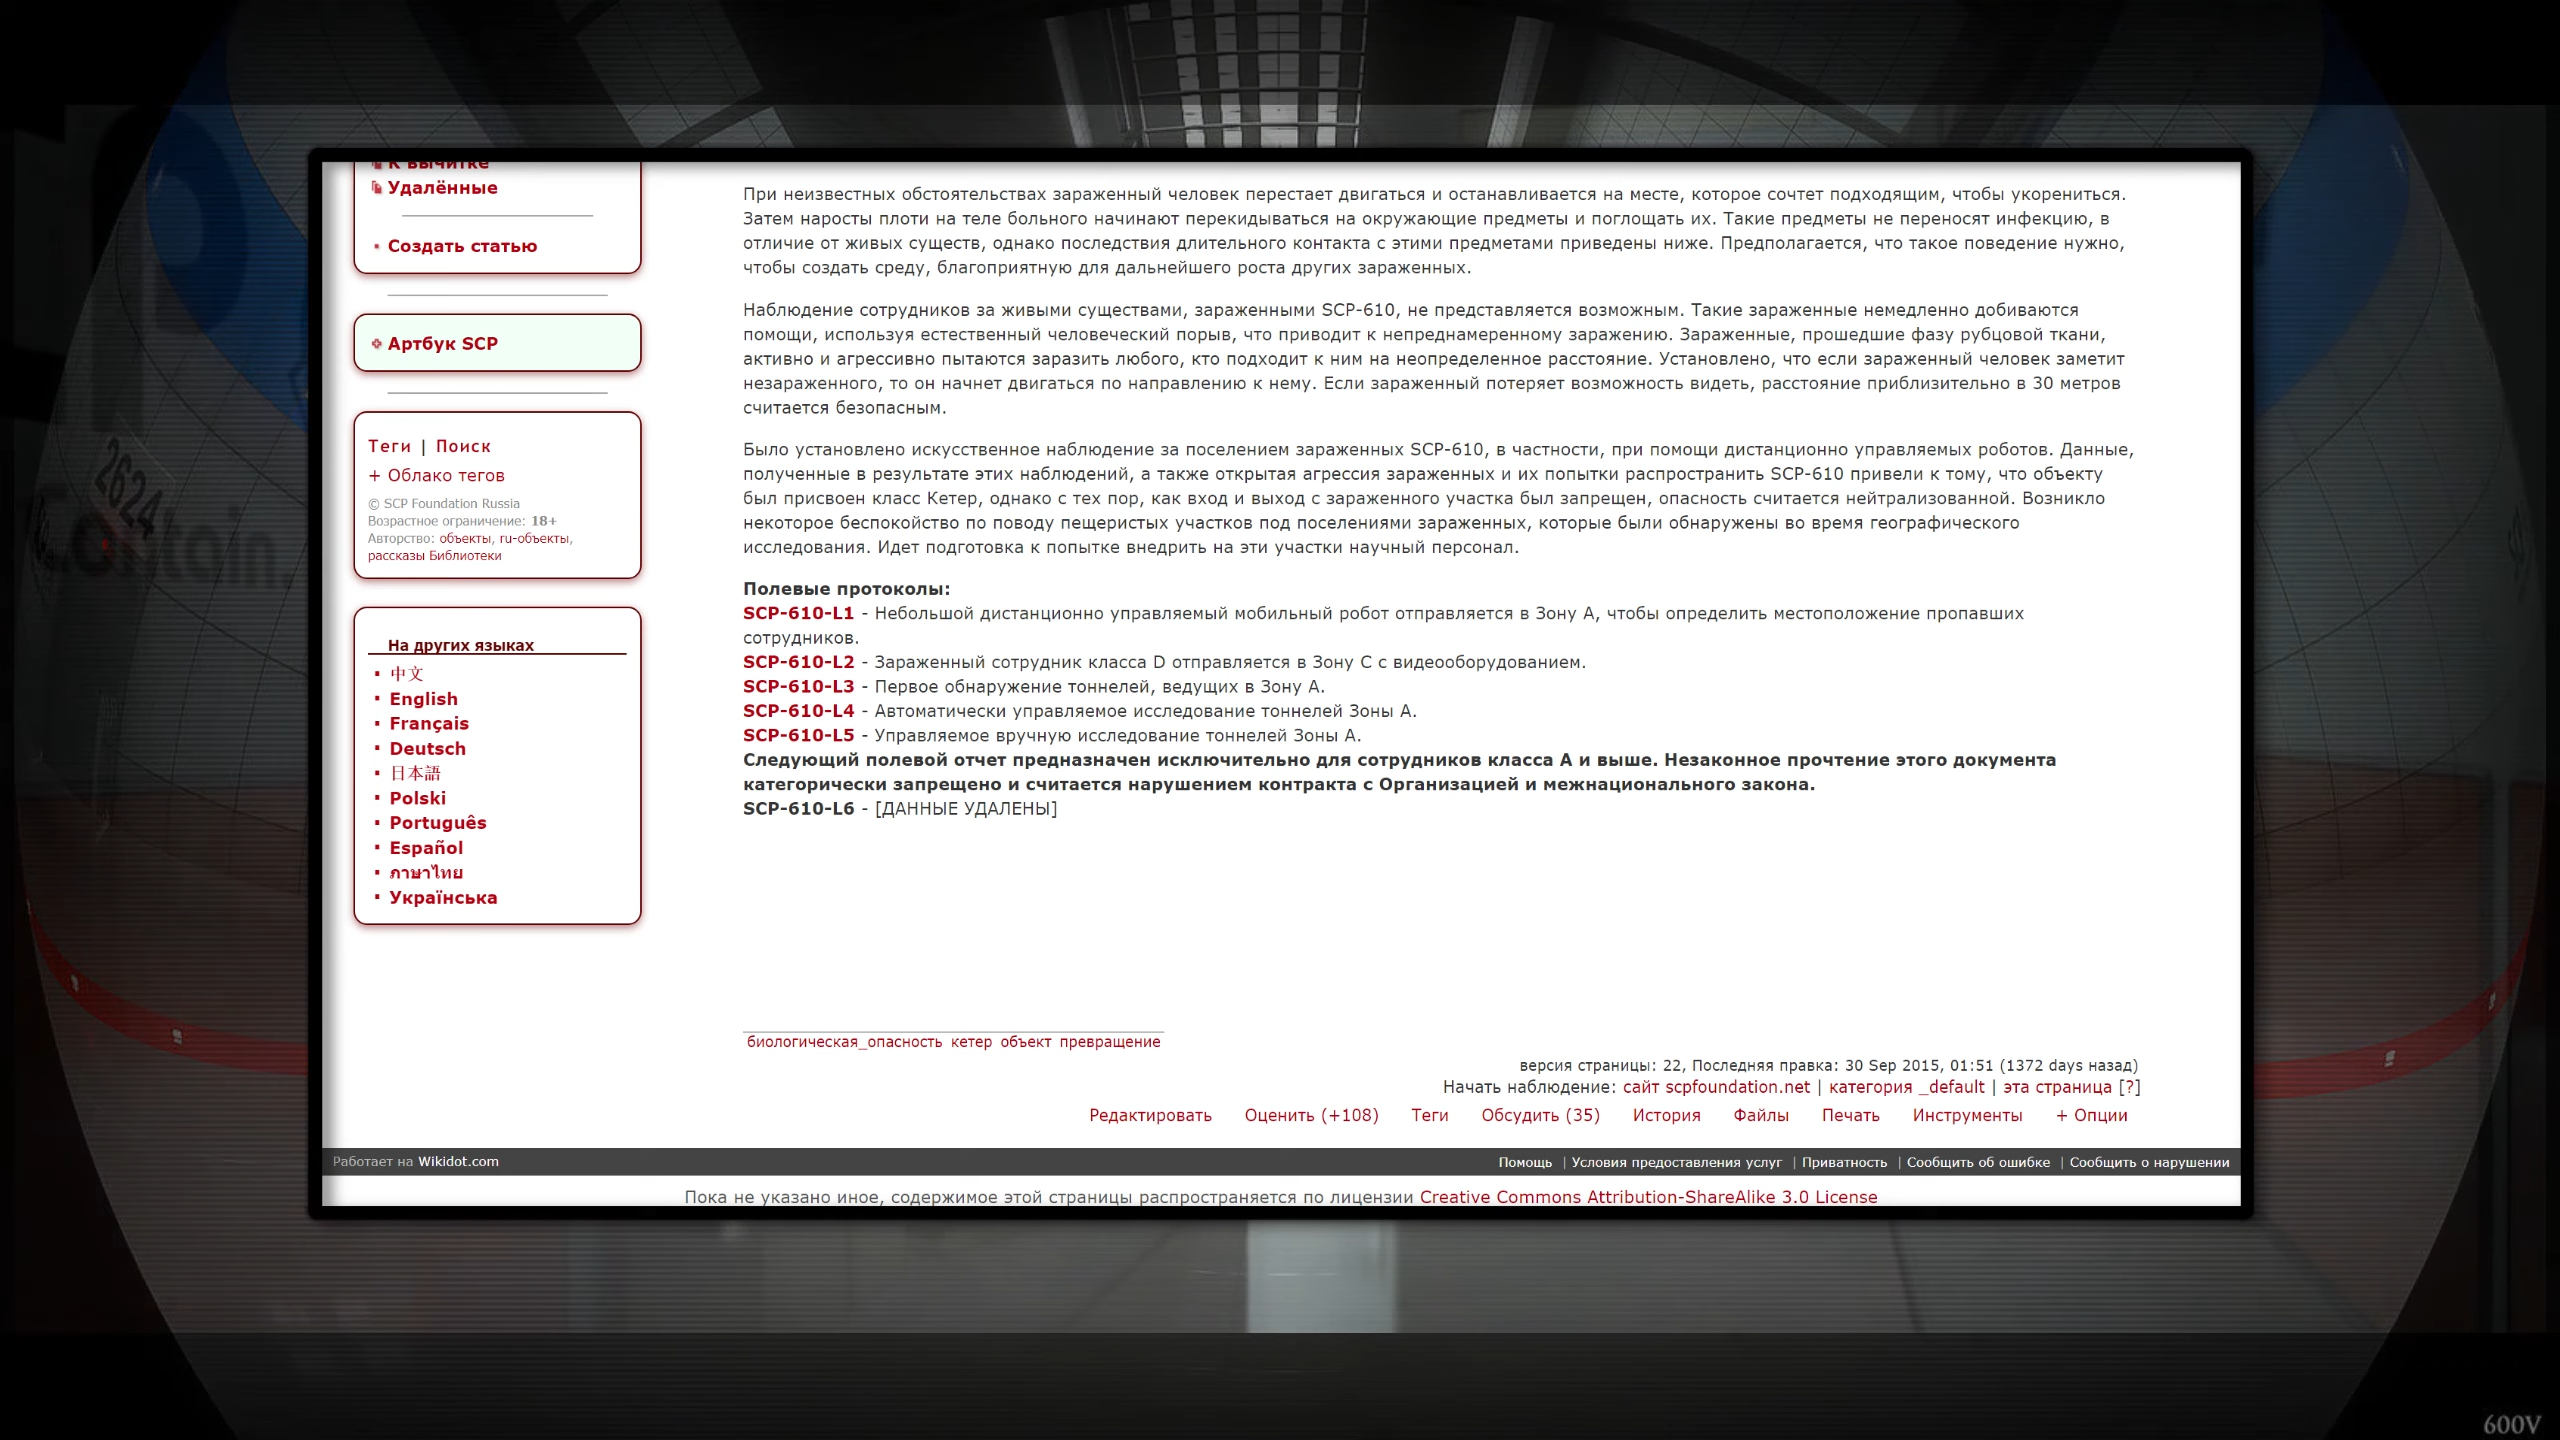 К вычитке
Удалённые
Создать статью
Артбук SCP
Теги | Поиск
+ Облако тегов
© SCP Foundation Russia
Возрастное ограничение: 18+
Авторство: объекты, ru-объекты,
рассказы Библиотеки
На других языках
中文
English
Français
Deutsch
日本語
Polski
Português
Español
ภาษาไทย
Українська
При неизвестных обстоятельствах зараженный человек перестает двигаться и останавливается на месте, которое сочтет подходящим, чтобы укорениться.
Затем наросты плоти на теле больного начинают перекидываться на окружающие предметы и поглощать их. Такие предметы не переносят инфекцию, в
отличие от живых существ, однако последствия длительного контакта с этими предметами приведены ниже. Предполагается, что такое поведение нужно,
чтобы создать среду, благоприятную для дальнейшего роста других зараженных.
Наблюдение сотрудников за живыми существами, зараженными SCP-610, не представляется возможным. Такие зараженные немедленно добиваются
помощи, используя естественный человеческий порыв, что приводит к непреднамеренному заражению. Зараженные, прошедшие фазу рубцовой ткани,
активно и агрессивно пытаются заразить любого, кто подходит к ним на неопределенное расстояние. Установлено, что если зараженный человек заметит
незараженного, то он начнет двигаться по направлению к нему. Если зараженный потеряет возможность видеть, расстояние приблизительно в 30 метров
считается безопасным.
Было установлено искусственное наблюдение за поселением зараженных SCP-610, в частности, при помощи дистанционно управляемых роботов. Данные,
полученные в результате этих наблюдений, а также открытая агрессия зараженных и их попытки распространить SCP-610 привели к тому, что объекту
был присвоен класс Кетер, однако с тех пор, как вход и выход с зараженного участка был запрещен, опасность считается нейтрализованной. Возникло
некоторое беспокойство по поводу пещеристых участков под поселениями зараженных, которые были обнаружены во время географического
исследования. Идет подготовка к попытке внедрить на эти участки научный персонал.
Полевые протоколы:
SCP-610-L1 - Небольшой дистанционно управляемый мобильный робот отправляется в Зону А, чтобы определить местоположение пропавших
сотрудников.
SCP-610-L2 - Зараженный сотрудник класса D отправляется в Зону С с видеооборудованием.
SCP-610-L3 - Первое обнаружение тоннелей, ведущих в Зону А.
SCP-610-L4 - Автоматически управляемое исследование тоннелей Зоны А.
SCP-610-L5 - Управляемое вручную исследование тоннелей Зоны А.
Следующий полевой отчет предназначен исключительно для сотрудников класса А и выше. Незаконное прочтение этого документа
категорически запрещено и считается нарушением контракта с Организацией и межнационального закона.
SCP-610-L6 - [ДАННЫЕ УДАЛЕНЫ]
биологическая_опасность кетер объект превращение
версия страницы: 22, Последняя правка: 30 Sep 2015, 01:51 (1372 days назад)
Начать наблюдение: сайт scpfoundation.net | категория _default | эта страница [?]
Редактировать Оценить (+108) Теги Обсудить (35) История Файлы Печать Инструменты + Опции
Работает на Wikidot.com
Помощь | Условия предоставления услуг | Приватность | Сообщить об ошибке | Сообщить о нарушении
Пока не указано иное, содержимое этой страницы распространяется по лицензии Creative Commons Attribution-ShareAlike 3.0 License
2624
600V